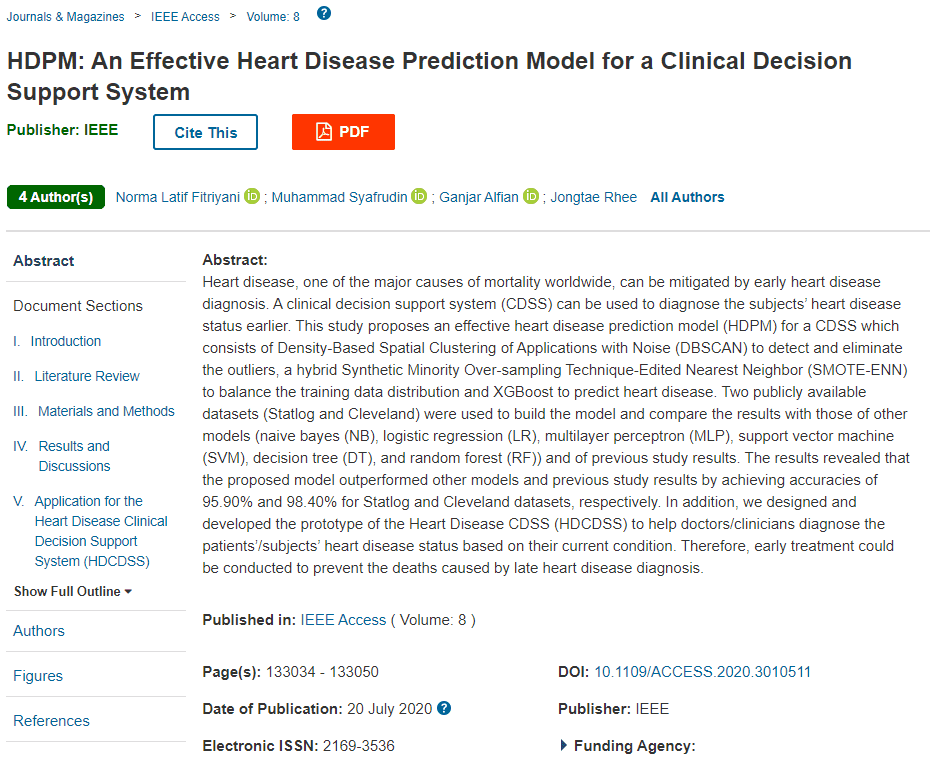 Journals & Magazines > IEEE Access > Volume: 8 ?
HDPM: An Effective Heart Disease Prediction Model for a Clinical Decision
Support System
Publisher: IEEE
Cite This
PDF
4 Author(s) Norma Latif Fitriyani iD ; Muhammad Syafrudin iD ; Ganjar Alfian iD ; Jongtae Rhee All Authors
Abstract
Document Sections
I. Introduction
II. Literature Review
III. Materials and Methods
IV. Results and
Discussions
V. Application for the
Heart Disease Clinical
Decision Support
System (HDCDSS)
Show Full Outline
Authors
Figures
References
Abstract:
Heart disease, one of the major causes of mortality worldwide, can be mitigated by early heart disease
diagnosis. A clinical decision support system (CDSS) can be used to diagnose the subjects’ heart disease
status earlier. This study proposes an effective heart disease prediction model (HDPM) for a CDSS which
consists of Density-Based Spatial Clustering of Applications with Noise (DBSCAN) to detect and eliminate
the outliers, a hybrid Synthetic Minority Over-sampling Technique-Edited Nearest Neighbor (SMOTE-ENN)
to balance the training data distribution and XGBoost to predict heart disease. Two publicly available
datasets (Statlog and Cleveland) were used to build the model and compare the results with those of other
models (naive bayes (NB), logistic regression (LR), multilayer perceptron (MLP), support vector machine
(SVM), decision tree (DT), and random forest (RF)) and of previous study results. The results revealed that
the proposed model outperformed other models and previous study results by achieving accuracies of
95.90% and 98.40% for Statlog and Cleveland datasets, respectively. In addition, we designed and
developed the prototype of the Heart Disease CDSS (HDCDSS) to help doctors/clinicians diagnose the
patients’/subjects’ heart disease status based on their current condition. Therefore, early treatment could
be conducted to prevent the deaths caused by late heart disease diagnosis.
Published in: IEEE Access ( Volume: 8 )
Page(s): 133034 - 133050
DOI: 10.1109/ACCESS.2020.3010511
Date of Publication: 20 July 2020 ?
Publisher: IEEE
Electronic ISSN: 2169-3536
Funding Agency: